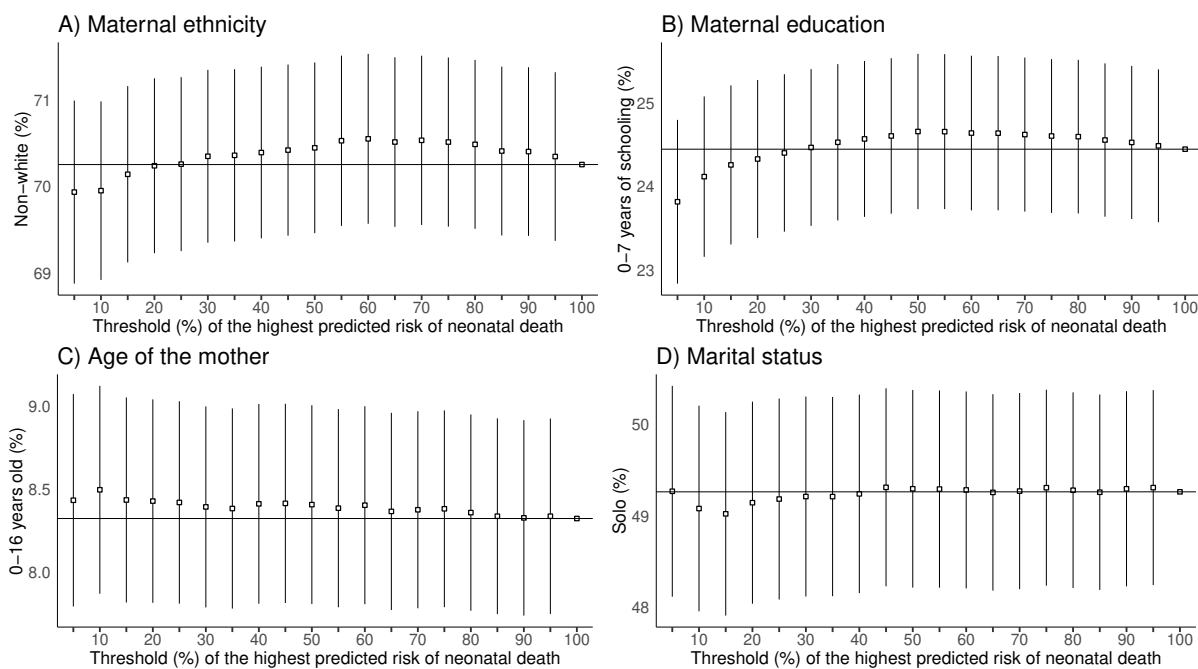 A) Maternal ethnicity
Non−white (%)
71
70
69
10 20 30 40 50 60 70 80 90 100
Threshold (%) of the highest predicted risk of neonatal death
B) Maternal education
0−7 years of schooling (%)
25
24
23
10 20 30 40 50 60 70 80 90 100
Threshold (%) of the highest predicted risk of neonatal death
C) Age of the mother
0−16 years old (%)
9.0
8.5
8.0
10 20 30 40 50 60 70 80 90 100
Threshold (%) of the highest predicted risk of neonatal death
D) Marital status
Solo (%)
50
49
48
10 20 30 40 50 60 70 80 90 100
Threshold (%) of the highest predicted risk of neonatal death